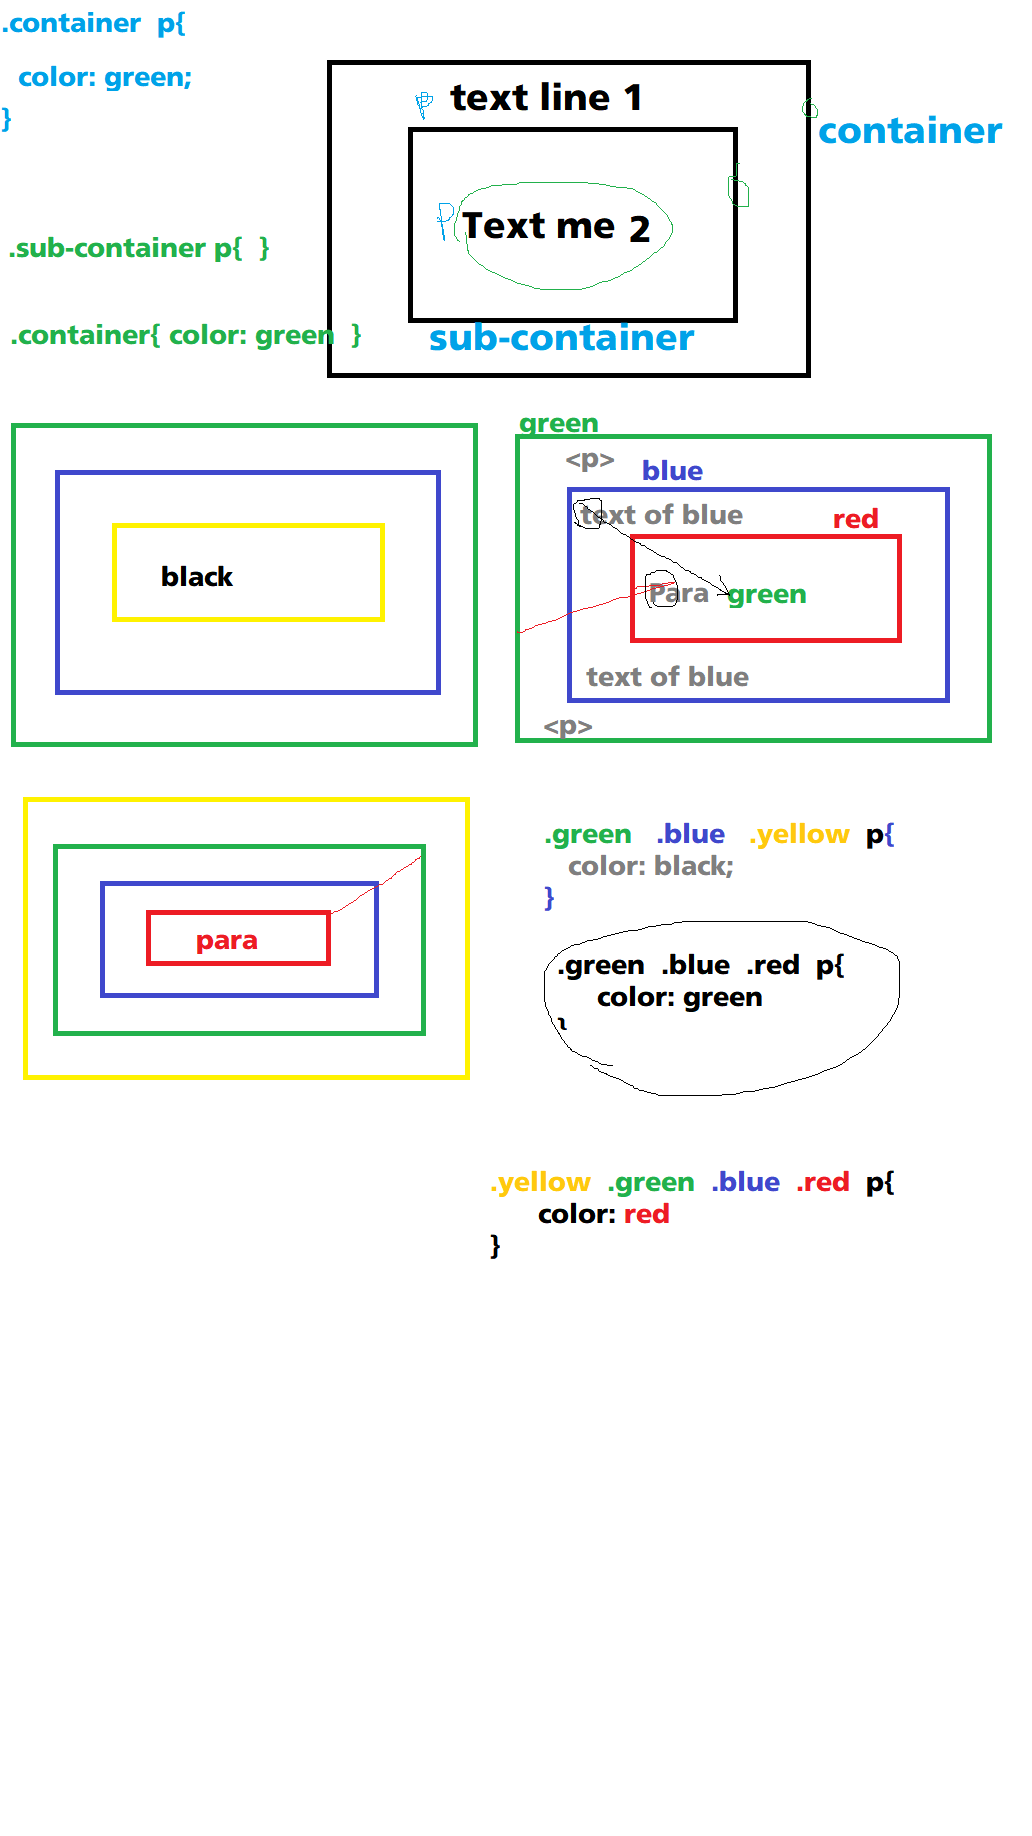 .container p{
color: green;
}
P text line 1
container
P Text me 2
.sub-container p{ }
.container{ color: green }
sub-container
green
<p>
blue
text of blue
red
black
Para green
text of blue
<p>
.green .blue .yellow p{
color: black;
}
para
.green .blue .red p{
color: green
}
.yellow .green .blue .red p{
color: red
}